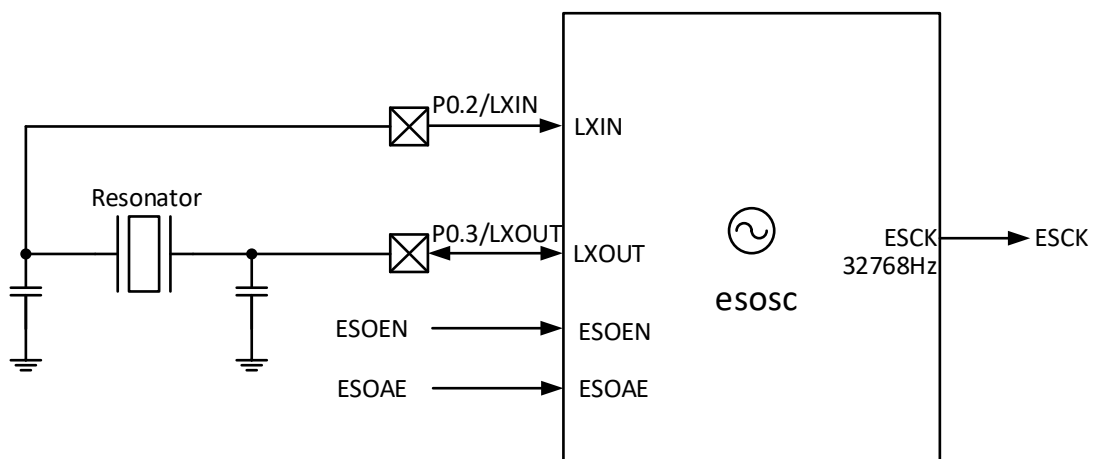 P0.2/LXIN
LXIN
Resonator
P0.3/LXOUT
LXOUT
ESCK
32768Hz
ESCK
esosc
ESOEN
ESOEN
ESOAE
ESOAE